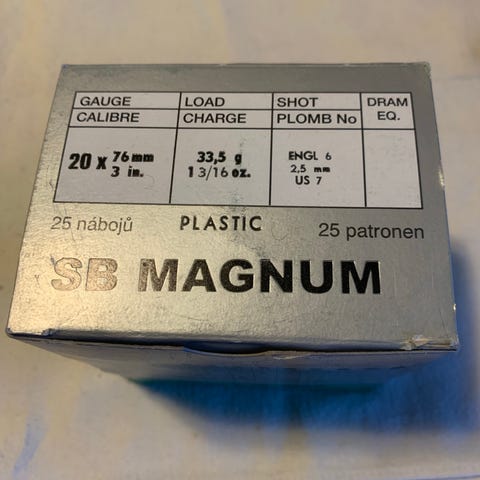 GAUGE LOAD SHOT DRAM
CALIBRE CHARGE PLOMB No EQ.
20 x 76 mm 33,5 g ENGL 6
3 in. 1 3/16 oz. 2,5 mm
US 7
25 nábojů PLASTIC 25 patronen
SB MAGNUM